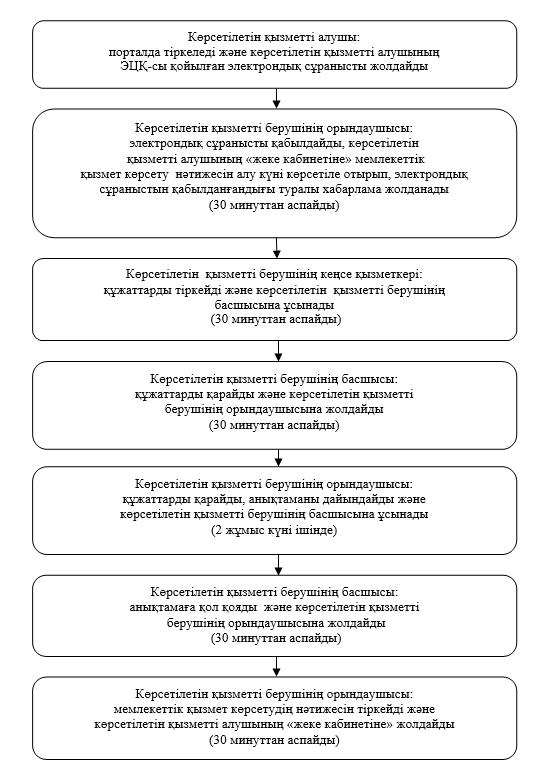 Көрсетілетін қызметті алушы:
порталда тіркеледі және көрсетілетін қызметті алушының
ЭЦК-сы қойылған электрондық сұранысты жолдайды
Көрсетілетін қызметті берушінің орындаушысы:
электрондық сұранысты қабылдайды, көрсетілетін
қызметті алушының «жеке кабинетіне» мемлекеттік
қызмет көрсету нәтижесін алу күні көрсетіле отырып, электрондық
сұраныстын қабылданғандығы туралы хабарлама жолданады
(30 минуттан аспайды)
Көрсетілетін қызметті берушінің кеңсе қызметкері:
құжаттарды тіркейді және көрсетілетін қызметті берушінің
басшысына ұсынады
(30 минуттан аспайды)
Көрсетілетін қызметті берушінің басшысы:
құжаттарды қарайды және көрсетілетін қызметті
берушінің орындаушысына жолдайды
(30 минуттан аспайды)
Көрсетілетін қызметті берушінің орындаушысы:
құжаттарды қарайды, анықтаманы дайындайды және
көрсетілетін қызметті берушінің басшысына ұсынады
(2 жұмыс күні ішінде)
Көрсетілетін қызметті берушінің басшысы:
анықтамаға қол қояды және көрсетілетін қызметті
берушінің орындаушысына жолдайды
(30 минуттан аспайды)
Көрсетілетін қызметті берушінің орындаушысы:
мемлекеттік қызмет көрсетудің нәтижесін тіркейді және
көрсетілетін қызметті алушының «жеке кабинетіне» жолдайды
(30 минуттан аспайды)